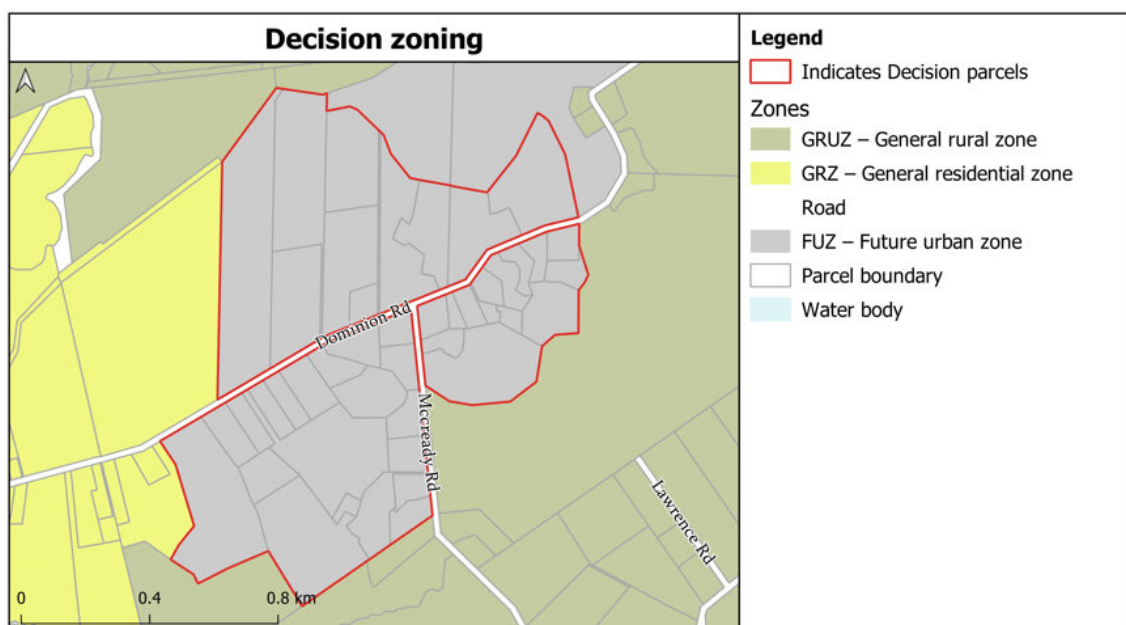 Decision zoning
Dominion Rd
Mccready Rd
Lawrence Rd
0 0.4 0.8 km
Legend
Indicates Decision parcels
Zones
GRUZ – General rural zone
GRZ – General residential zone
Road
FUZ – Future urban zone
Parcel boundary
Water body